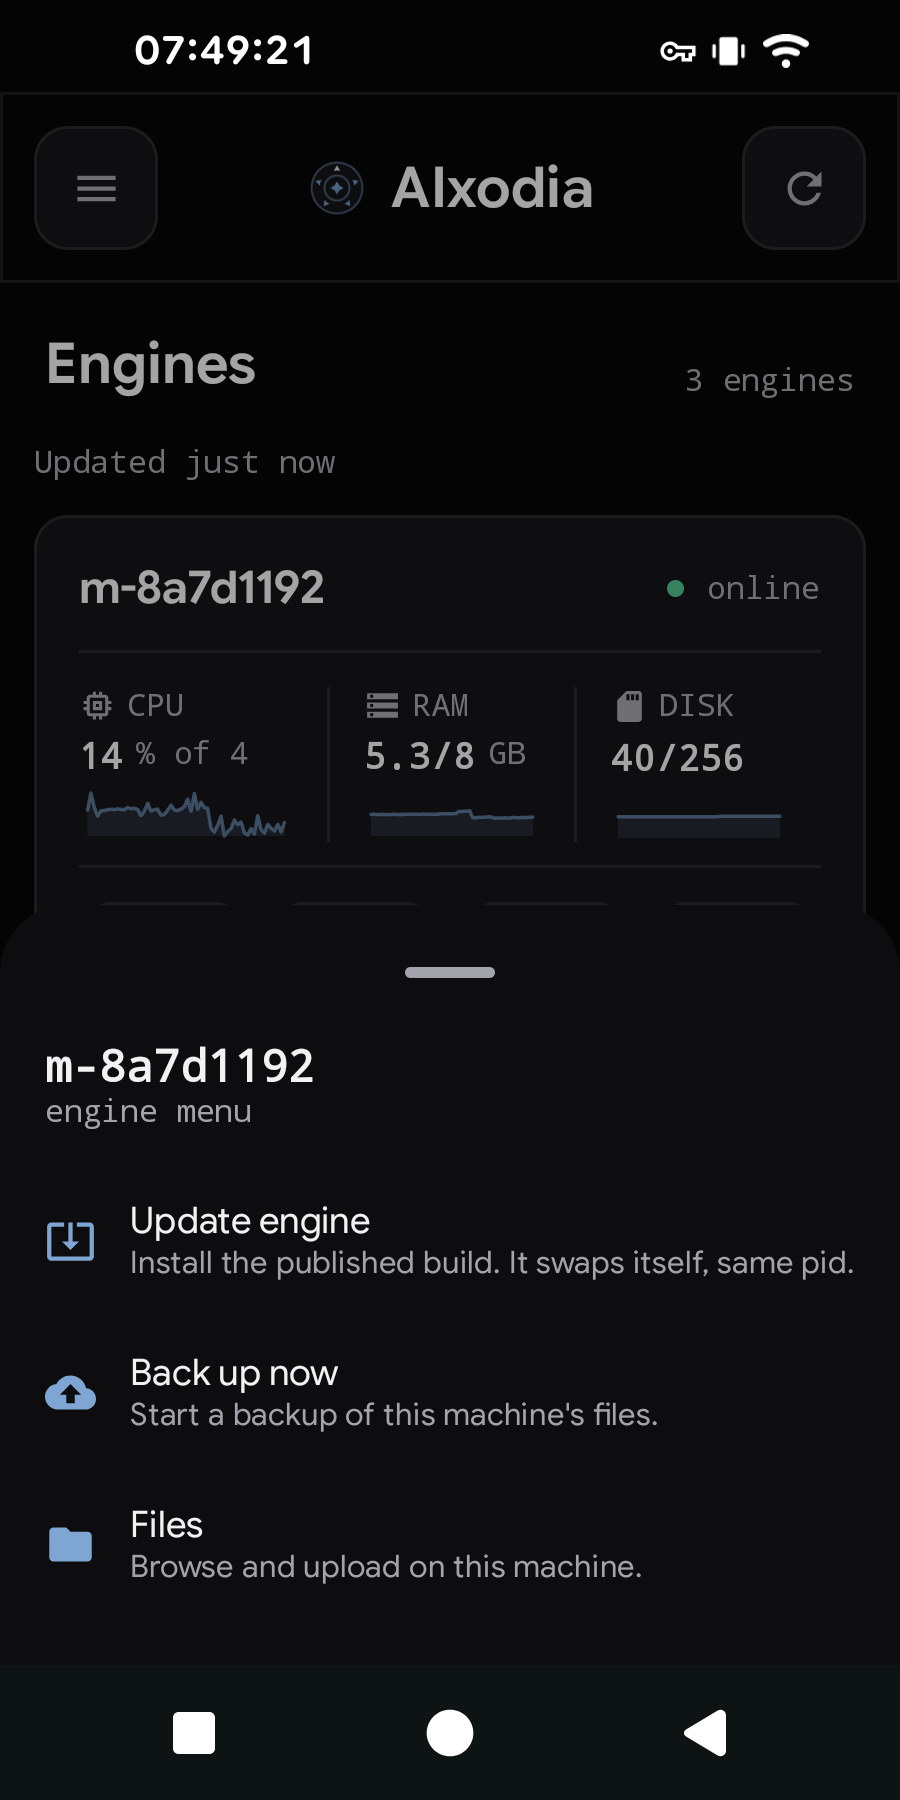 07:49:21
Alxodia
Engines
3 engines
Updated just now
m-8a7d1192
online
CPU
RAM
DISK
14 % of 4
5.3/8 GB
40/256
m-8a7d1192
engine menu
Update engine
Install the published build. It swaps itself, same pid.
Back up now
Start a backup of this machine's files.
Files
Browse and upload on this machine.